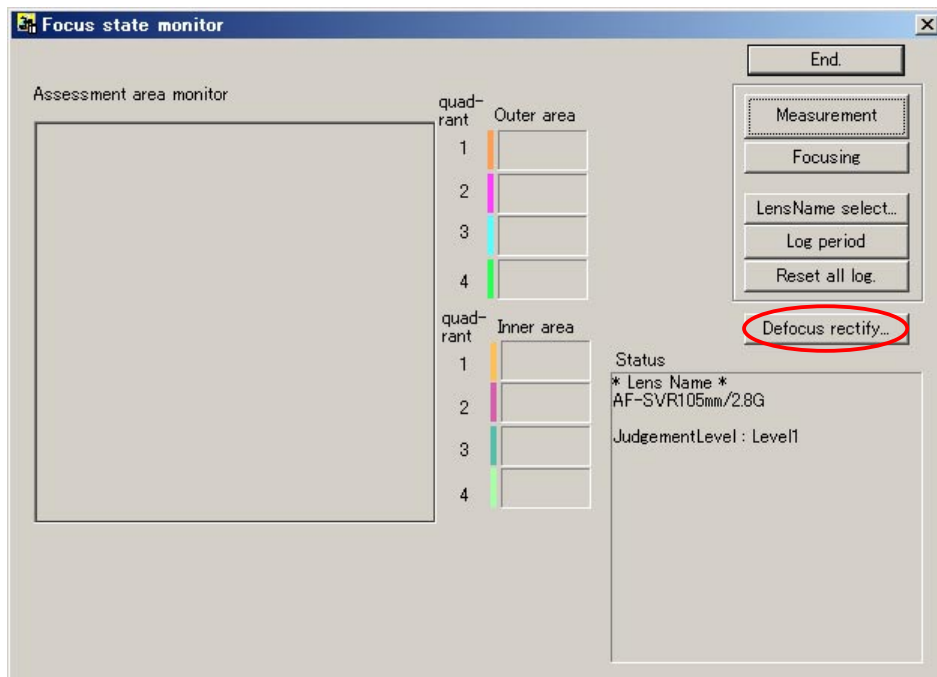 Focus state monitor
End.
Assessment area monitor
quad-
rant
Outer area
1
2
3
4
quad-
rant
Inner area
1
2
3
4
Measurement
Focusing
LensName select...
Log period
Reset all log.
Defocus rectify...
Status
* Lens Name *
AF-SVR105mm/2.8G
JudgementLevel : Level1